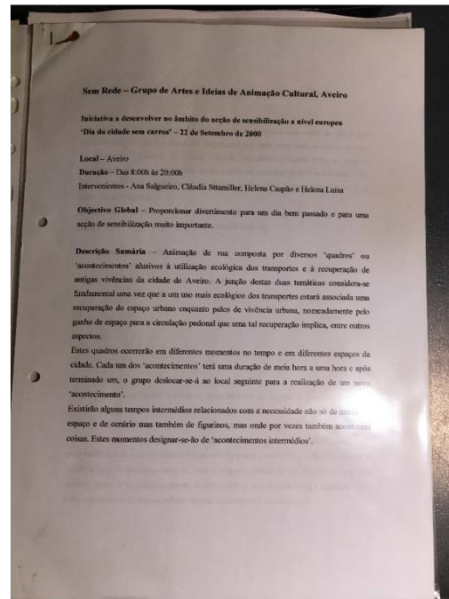 Sem Rede – Grupo de Artes e Ideias de Animação Cultural, Aveiro
Iniciativa a desenvolver no âmbito do acção de sensibilização a nível europeu
'Dia da cidade sem carros' – 22 de Setembro de 2000
Local – Aveiro
Duração – Das 8:00h às 20:00h
Intervenientes - Ana Salgueiro, Cláudia Sttamiller, Helena Caspão e Helena Luísa
Objectivo Global – Proporcionar divertimento para um dia bem passado e para uma
acção de sensibilização muito importante.
Descrição Sumária – Animação de rua composta por diversos 'quadros' ou
'acontecimentos' alusivos à utilização ecológica dos transportes e à recuperação de
antigas vivências da cidade de Aveiro. A junção destas duas temáticas considera-se
fundamental uma vez que a um uso mais ecológico dos transportes estará associada uma
recuperação do espaço urbano enquanto palco de vivência urbana, nomeadamente pelo
ganho de espaço para a circulação pedonal que uma tal recuperação implica, entre outros
aspectos.
Estes quadros ocorrerão em diferentes momentos no tempo e em diferentes espaços da
cidade. Cada um dos 'acontecimentos' terá uma duração de meia hora a uma hora e após
terminado um, o grupo deslocar-se-á ao local seguinte para a realização de um novo
'acontecimento'.
Existirão alguns tempos intermédios relacionados com a necessidade não só de
espaço e de cenário mas também de figurinos, mas onde por vezes também
coisas. Estes momentos designar-se-ão de 'acontecimentos intermédios'.